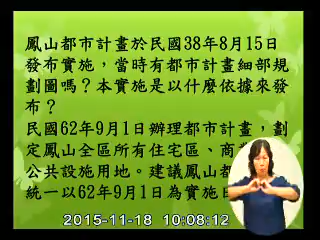 鳳山都市計畫於民國38年8月15日
發布實施，當時有都市計畫細部規
劃圖嗎？本實施是以什麼依據來發
布？
民國62年9月1日辦理都市計畫，劃
定鳳山全區所有住宅區、商
公共設施用地。建議鳳山都
統一以62年9月1日為實施日
2015-11-18 10:08:12